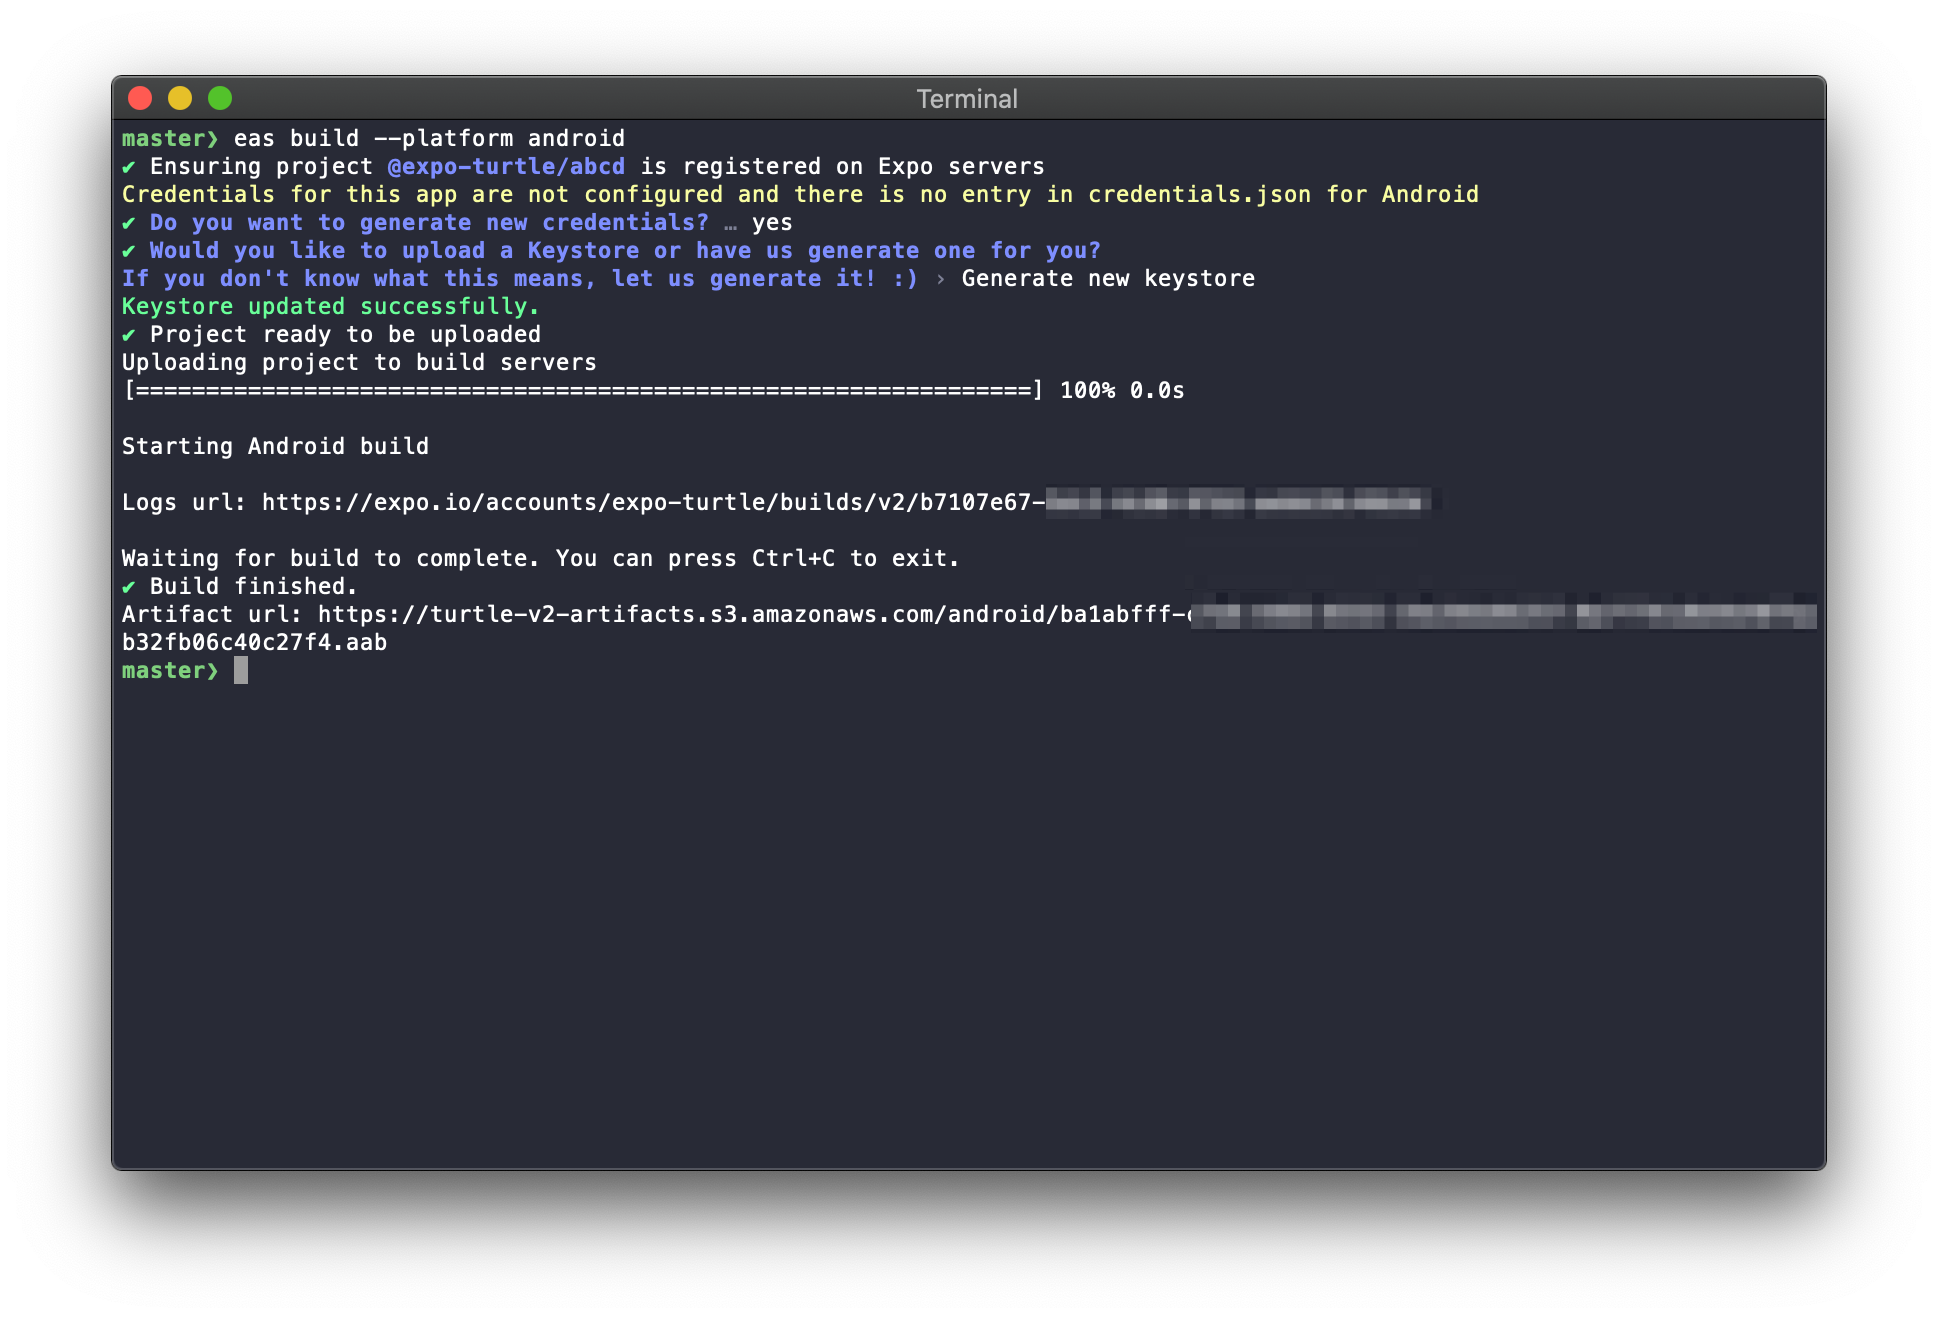 Terminal
master❯ eas build --platform android
✔ Ensuring project @expo-turtle/abcd is registered on Expo servers
Credentials for this app are not configured and there is no entry in credentials.json for Android
✔ Do you want to generate new credentials? … yes
✔ Would you like to upload a Keystore or have us generate one for you?
If you don't know what this means, let us generate it! :) › Generate new keystore
Keystore updated successfully.
✔ Project ready to be uploaded
Uploading project to build servers
[================================================================] 100% 0.0s
Starting Android build
Logs url: https://expo.io/accounts/expo-turtle/builds/v2/b7107e67-
Waiting for build to complete. You can press Ctrl+C to exit.
✔ Build finished.
Artifact url: https://turtle-v2-artifacts.s3.amazonaws.com/android/ba1abfff-
b32fb06c40c27f4.aab
master❯